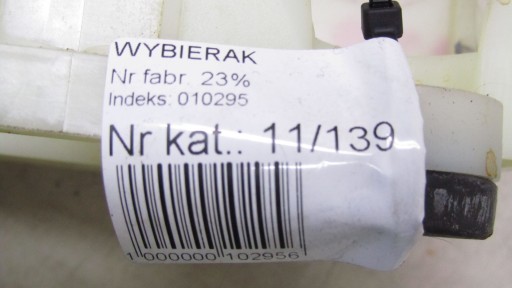 WYBIERAK
Nr fabr. 23%
Indeks: 010295
Nr kat.: 11/139
1 000000 102956